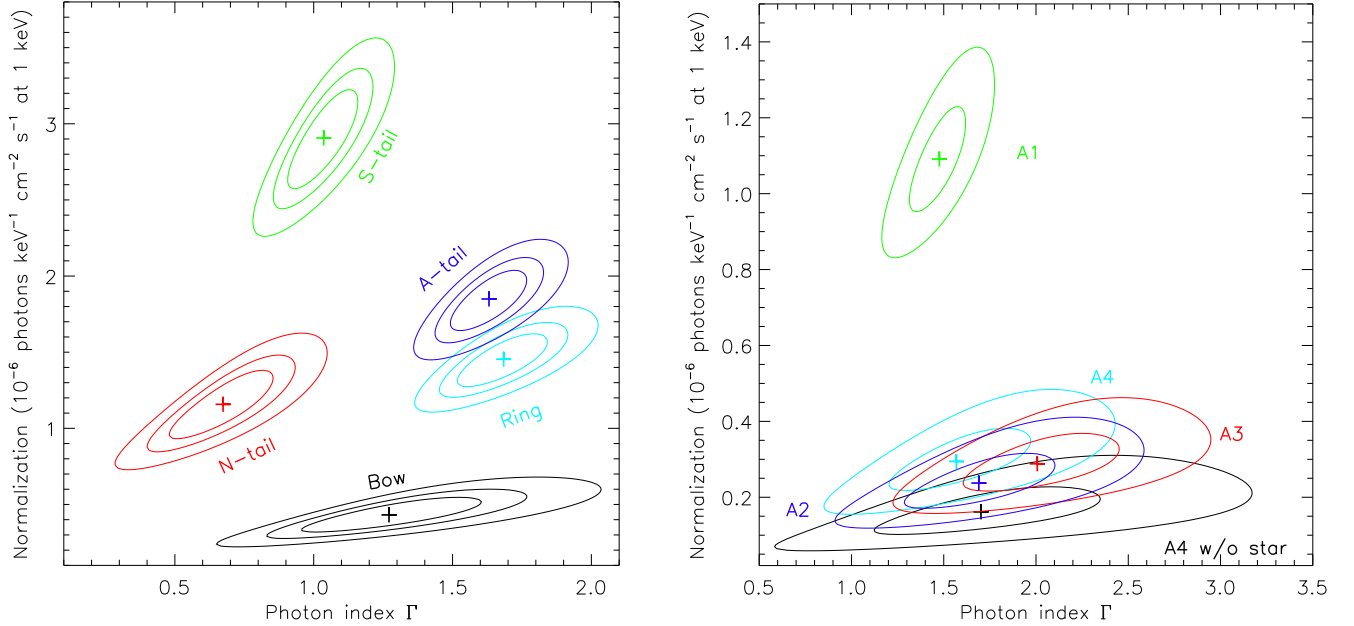 Normalization (10⁻⁶ photons keV⁻¹ cm⁻² s⁻¹ at 1 keV)
3
2
1
S-tail
A-tail
Ring
N-tail
Bow
0.5 1.0 1.5 2.0
Photon index Γ
Normalization (10⁻⁶ photons keV⁻¹ cm⁻² s⁻¹ at 1 keV)
1.4
1.2
1.0
0.8
0.6
0.4
0.2
A1
A4
A3
A2
A4 w/o star
0.5 1.0 1.5 2.0 2.5 3.0 3.5
Photon index Γ